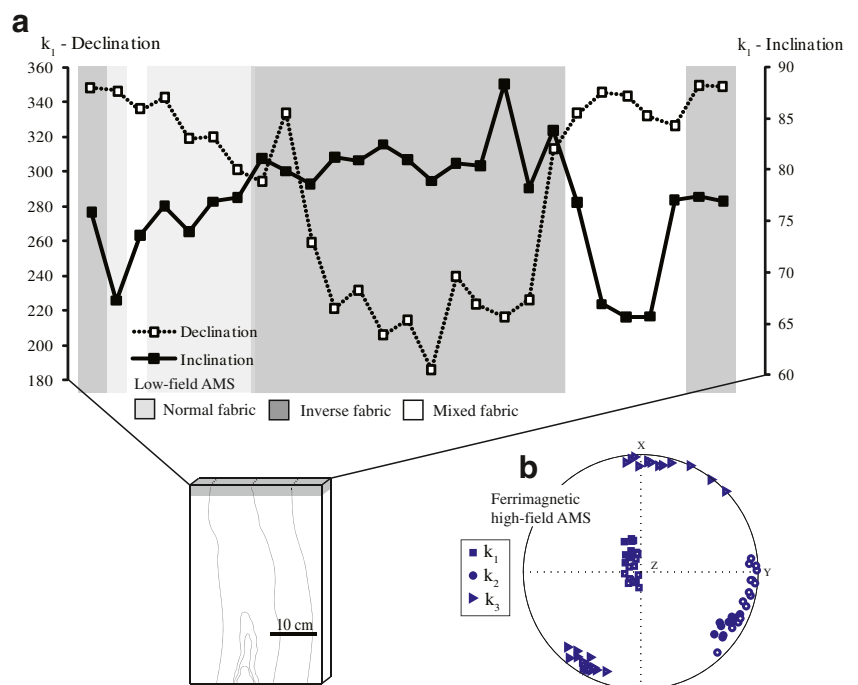 a
k1 - Declination
k1 - Inclination
360
340
320
300
280
260
240
220
200
180
90
85
80
75
70
65
60
Declination
Inclination
Low-field AMS
Normal fabric
Inverse fabric
Mixed fabric
10 cm
b
Ferrimagnetic
high-field AMS
k1
k2
k3
X
Z
Y